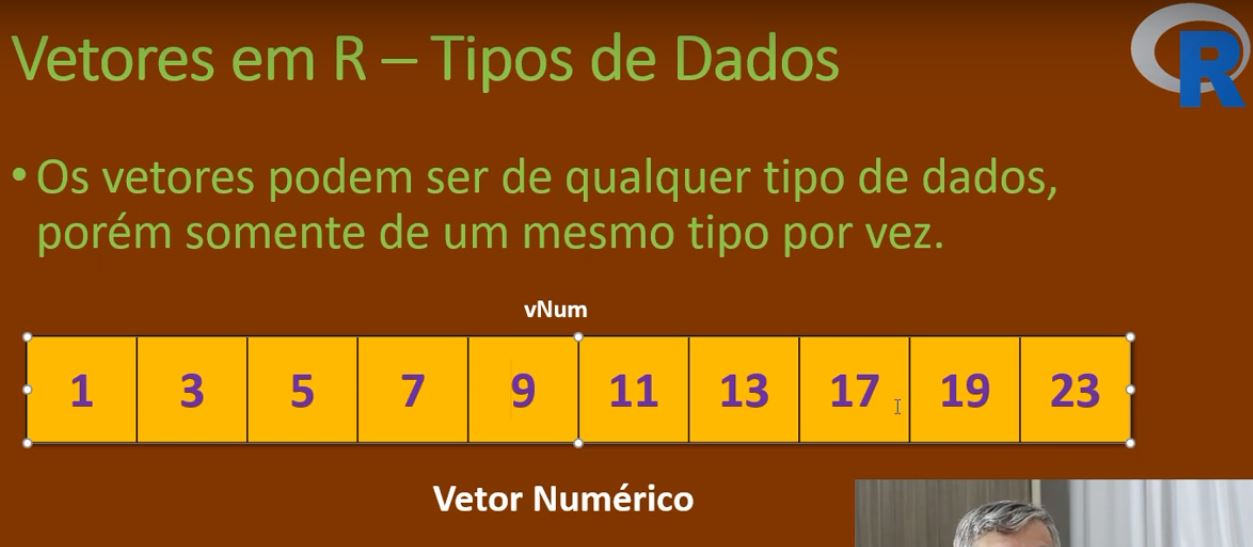 Vetores em R – Tipos de Dados
R
• Os vetores podem ser de qualquer tipo de dados,
porém somente de um mesmo tipo por vez.
vNum
1 3 5 7 9 11 13 17 19 23
Vetor Numérico